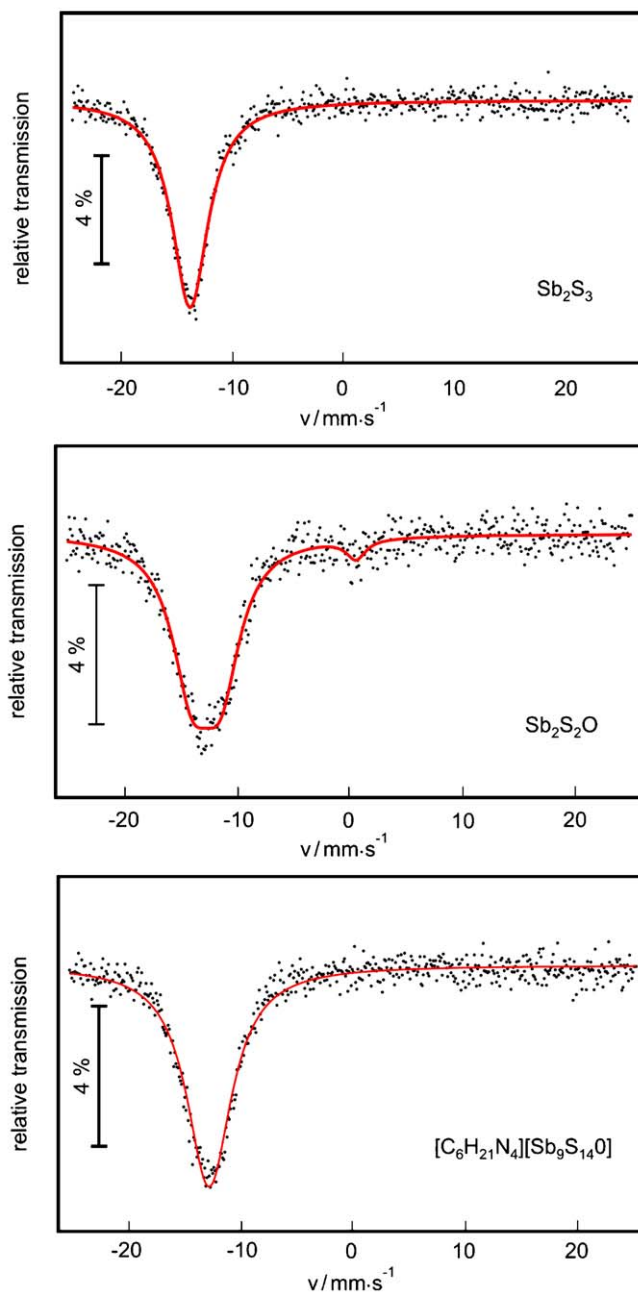 relative transmission
4 %
Sb₂S₃
-20 -10 0 10 20
v / mm·s⁻¹
relative transmission
4 %
Sb₂S₂O
-20 -10 0 10 20
v / mm·s⁻¹
relative transmission
4 %
[C₆H₂₁N₄][Sb₉S₁₄0]
-20 -10 0 10 20
v / mm·s⁻¹